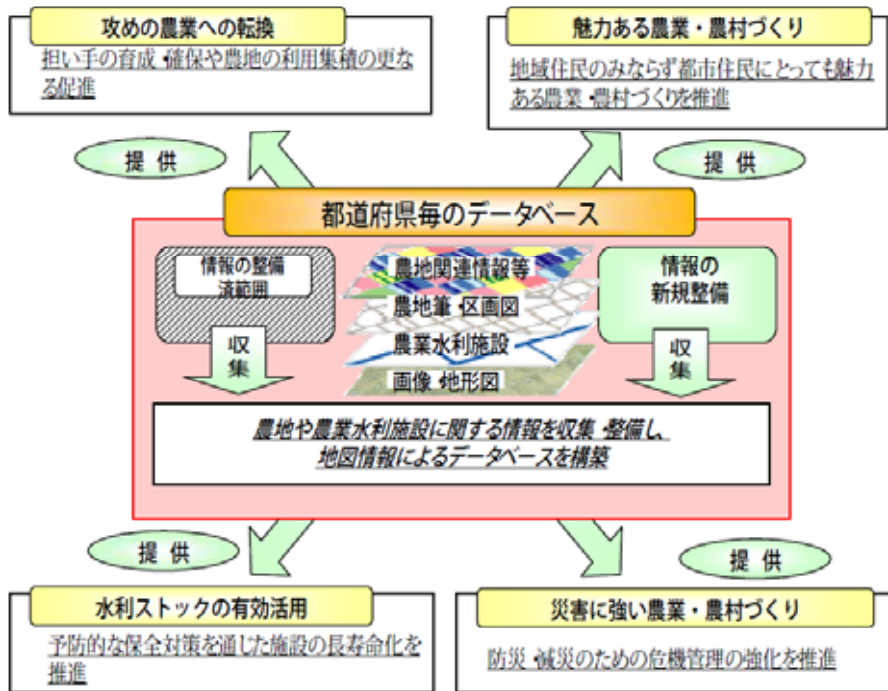 攻めの農業への転換
担い手の育成・確保や農地の利用集積の更な
る促進
魅力ある農業・農村づくり
地域住民のみならず都市住民にとっても魅力
ある農業・農村づくりを推進
提 供
提 供
都道府県毎のデータベース
情報の整備
済範囲
農地関連情報等
農地筆・区画図
農業水利施設
画像・地形図
情報の
新規整備
収
集
収
集
農地や農業水利施設に関する情報を収集・整備し、
地図情報によるデータベースを構築
提 供
提 供
水利ストックの有効活用
予防的な保全対策を通じた施設の長寿命化を
推進
災害に強い農業・農村づくり
防災・減災のための危機管理の強化を推進